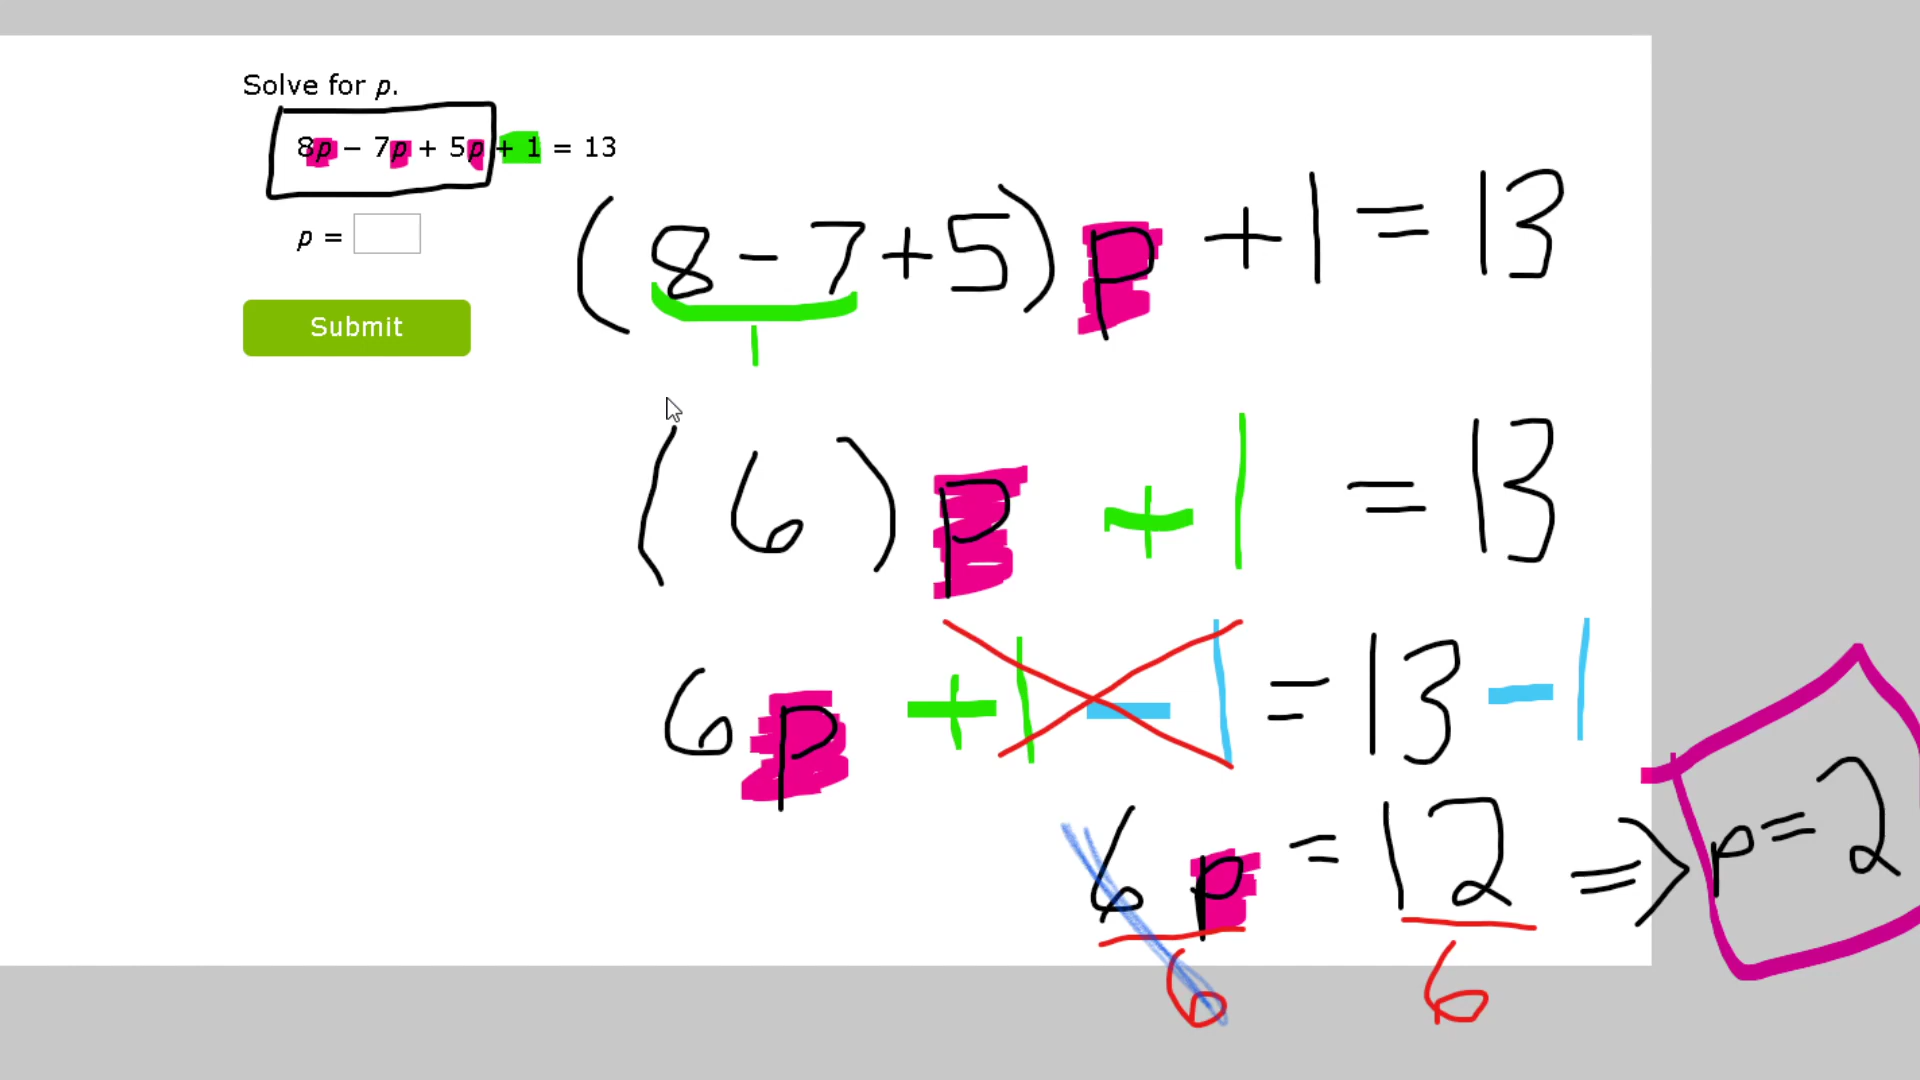 Solve for p.
8p − 7p + 5p + 1 = 13
p =
Submit
(8 - 7 + 5) p + 1 = 13
1
(6) p + 1 = 13
6p + 1 - 1 = 13 - 1
6p = 12 => p = 2
6 6